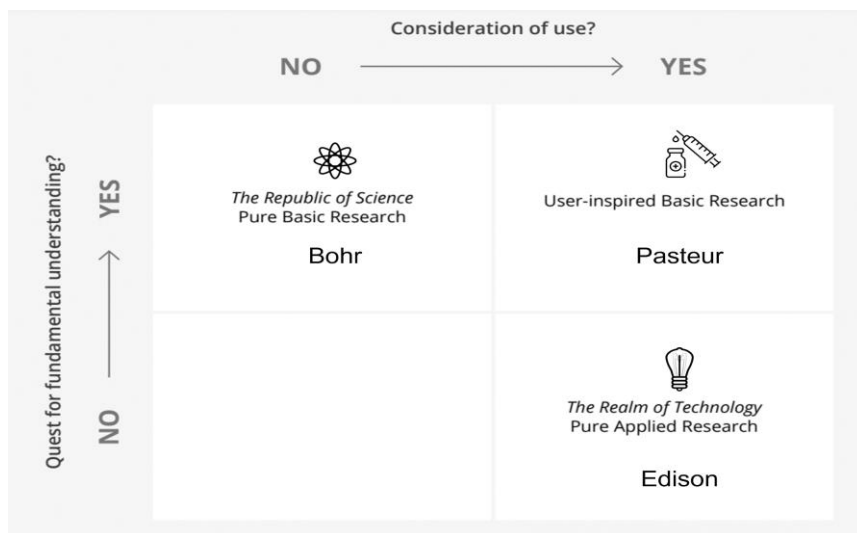 Consideration of use?
NO
YES
Quest for fundamental understanding?
YES
NO
The Republic of Science
Pure Basic Research
Bohr
User-inspired Basic Research
Pasteur
The Realm of Technology
Pure Applied Research
Edison